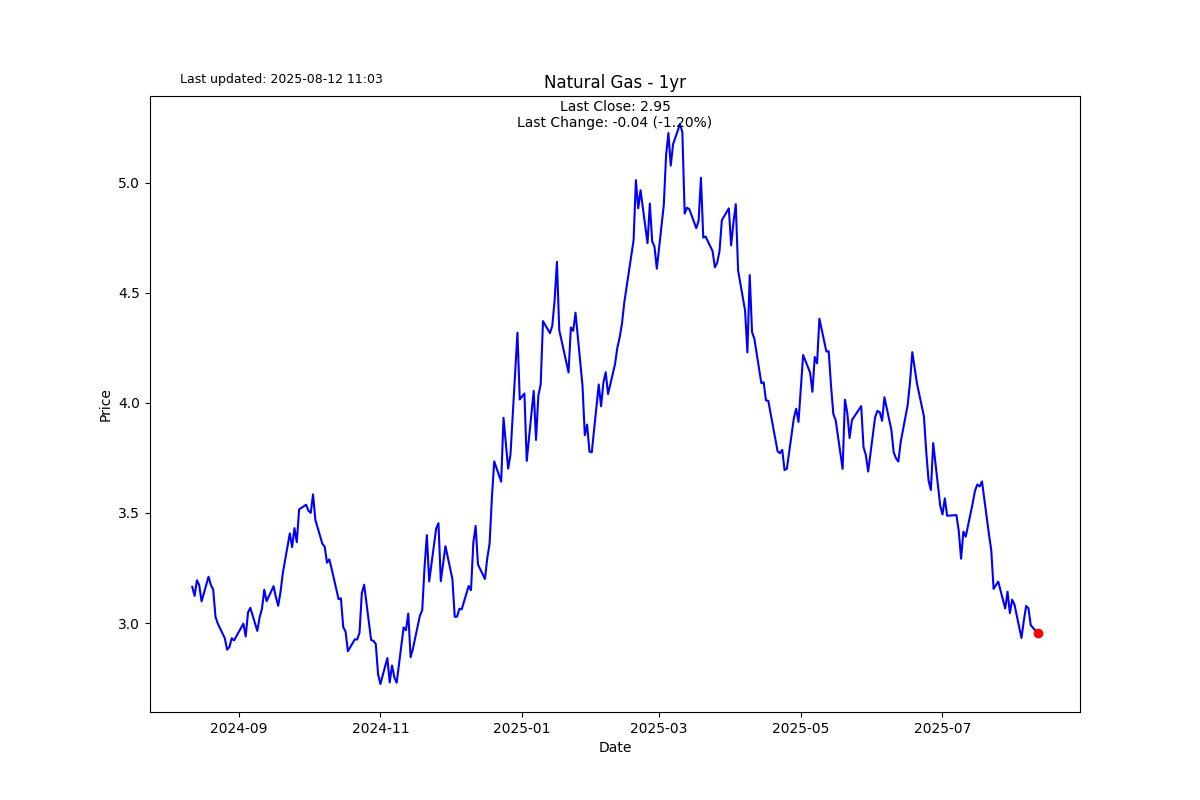 Last updated: 2025-08-12 11:03
Natural Gas - 1yr
Last Close: 2.95
Last Change: -0.04 (-1.20%)
5.0
4.5
4.0
3.5
3.0
Price
2024-09
2024-11
2025-01
2025-03
2025-05
2025-07
Date